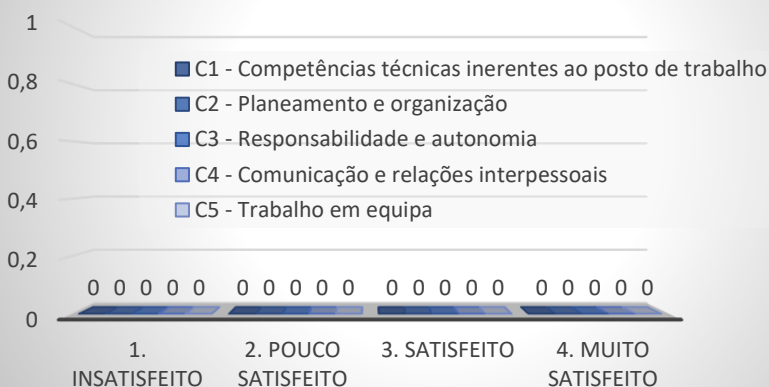 1
0,8
0,6
0,4
0,2
0
C1 - Competências técnicas inerentes ao posto de trabalho
C2 - Planeamento e organização
C3 - Responsabilidade e autonomia
C4 - Comunicação e relações interpessoais
C5 - Trabalho em equipa
0 0 0 0 0 0 0 0 0 0 0 0 0 0 0 0 0 0 0 0
1. INSATISFEITO
2. POUCO SATISFEITO
3. SATISFEITO
4. MUITO SATISFEITO